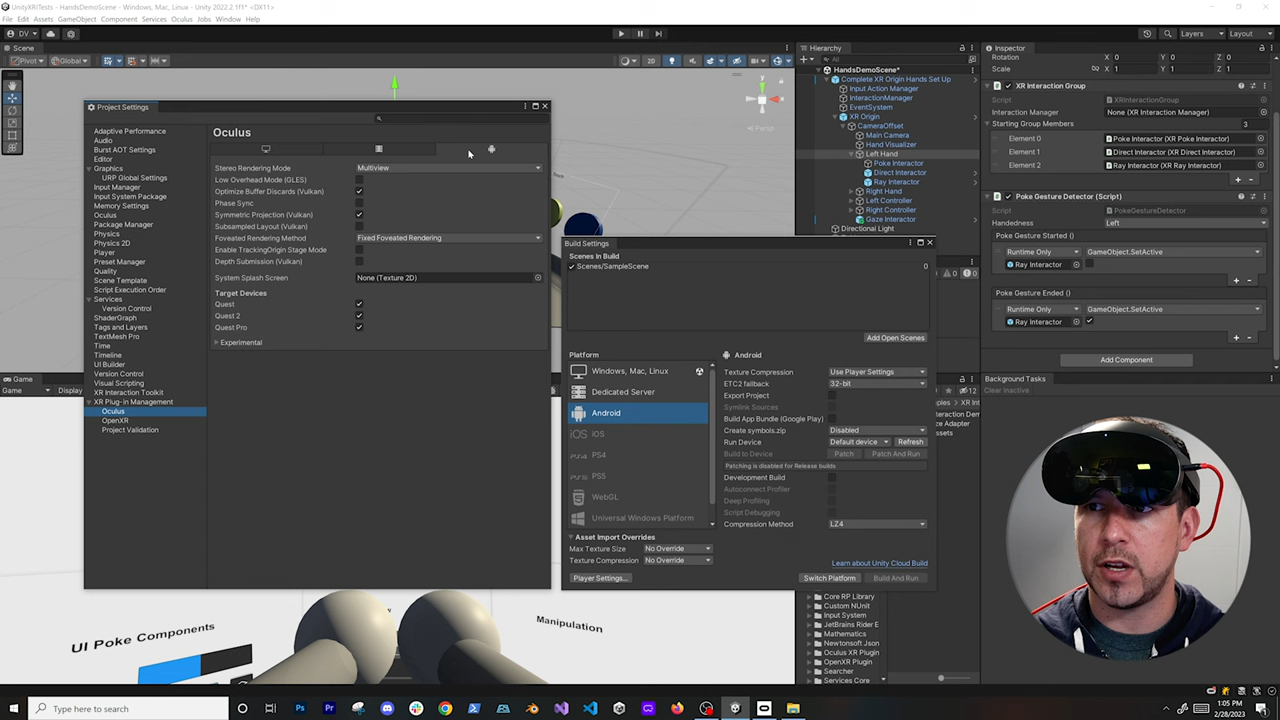 UnityXRITests - HandsDemoScene - Windows, Mac, Linux - Unity 2022.2.1f1* <DX11>
File Edit Assets GameObject Component Services Oculus Jobs Window Help
DV
Layers
Layout
Scene
Pivot
Global
2D
Persp
Project Settings
Adaptive Performance
Audio
Burst AOT Settings
Editor
Graphics
URP Global Settings
Input Manager
Input System Package
Memory Settings
Oculus
Package Manager
Physics
Physics 2D
Player
Preset Manager
Quality
Scene Template
Script Execution Order
Services
Version Control
ShaderGraph
Tags and Layers
TextMesh Pro
Time
Timeline
UI Builder
Version Control
Visual Scripting
XR Interaction Toolkit
XR Plug-in Management
Oculus
OpenXR
Project Validation
Oculus
Stereo Rendering Mode Multiview
Low Overhead Mode (GLES)
Optimize Buffer Discards (Vulkan)
Phase Sync
Symmetric Projection (Vulkan)
Subsampled Layout (Vulkan)
Foveated Rendering Method Fixed Foveated Rendering
Enable TrackingOrigin Stage Mode
Depth Submission (Vulkan)
System Splash Screen None (Texture 2D)
Target Devices
Quest
Quest 2
Quest Pro
Experimental
Build Settings
Scenes In Build
Scenes/SampleScene 0
Add Open Scenes
Platform
Windows, Mac, Linux
Dedicated Server
Android
iOS
PS4
PS5
WebGL
Universal Windows Platform
Android
Texture Compression Use Player Settings
ETC2 fallback 32-bit
Export Project
Symlink Sources
Build App Bundle (Google Play)
Create symbols.zip Disabled
Run Device Default device Refresh
Build to Device Patch Patch And Run
Patching is disabled for Release builds
Development Build
Autoconnect Profiler
Deep Profiling
Script Debugging
Compression Method LZ4
Asset Import Overrides
Max Texture Size No Override
Texture Compression No Override
Learn about Unity Cloud Build
Player Settings...
Switch Platform
Build And Run
Hierarchy
All
HandsDemoScene*
Complete XR Origin Hands Set Up
Input Action Manager
InteractionManager
EventSystem
XR Origin
CameraOffset
Main Camera
Hand Visualizer
Left Hand
Poke Interactor
Direct Interactor
Ray Interactor
Right Hand
Left Controller
Right Controller
Gaze Interactor
Directional Light
Inspector
Rotation X 0 Y 0 Z 0
Scale X 1 Y 1 Z 1
XR Interaction Group
Script XRInteractionGroup
Interaction Manager None (XR Interaction Manager)
Starting Group Members 3
Element 0 Poke Interactor (XR Poke Interactor)
Element 1 Direct Interactor (XR Direct Interactor)
Element 2 Ray Interactor (XR Ray Interactor)
Poke Gesture Detector (Script)
Script PokeGestureDetector
Handedness Left
Poke Gesture Started ()
Runtime Only GameObject.SetActive
Ray Interactor
Poke Gesture Ended ()
Runtime Only GameObject.SetActive
Ray Interactor
Add Component
Background Tasks
Game
Game Display
UI Poke Components
Manipulation
Core RP Library
Custom NUnit
Input System
JetBrains Rider E
Mathematics
Newtonsoft Json
Oculus XR Plugin
OpenXR Plugin
Searcher
Services Core
Type here to search
1:05 PM
2/28/2023